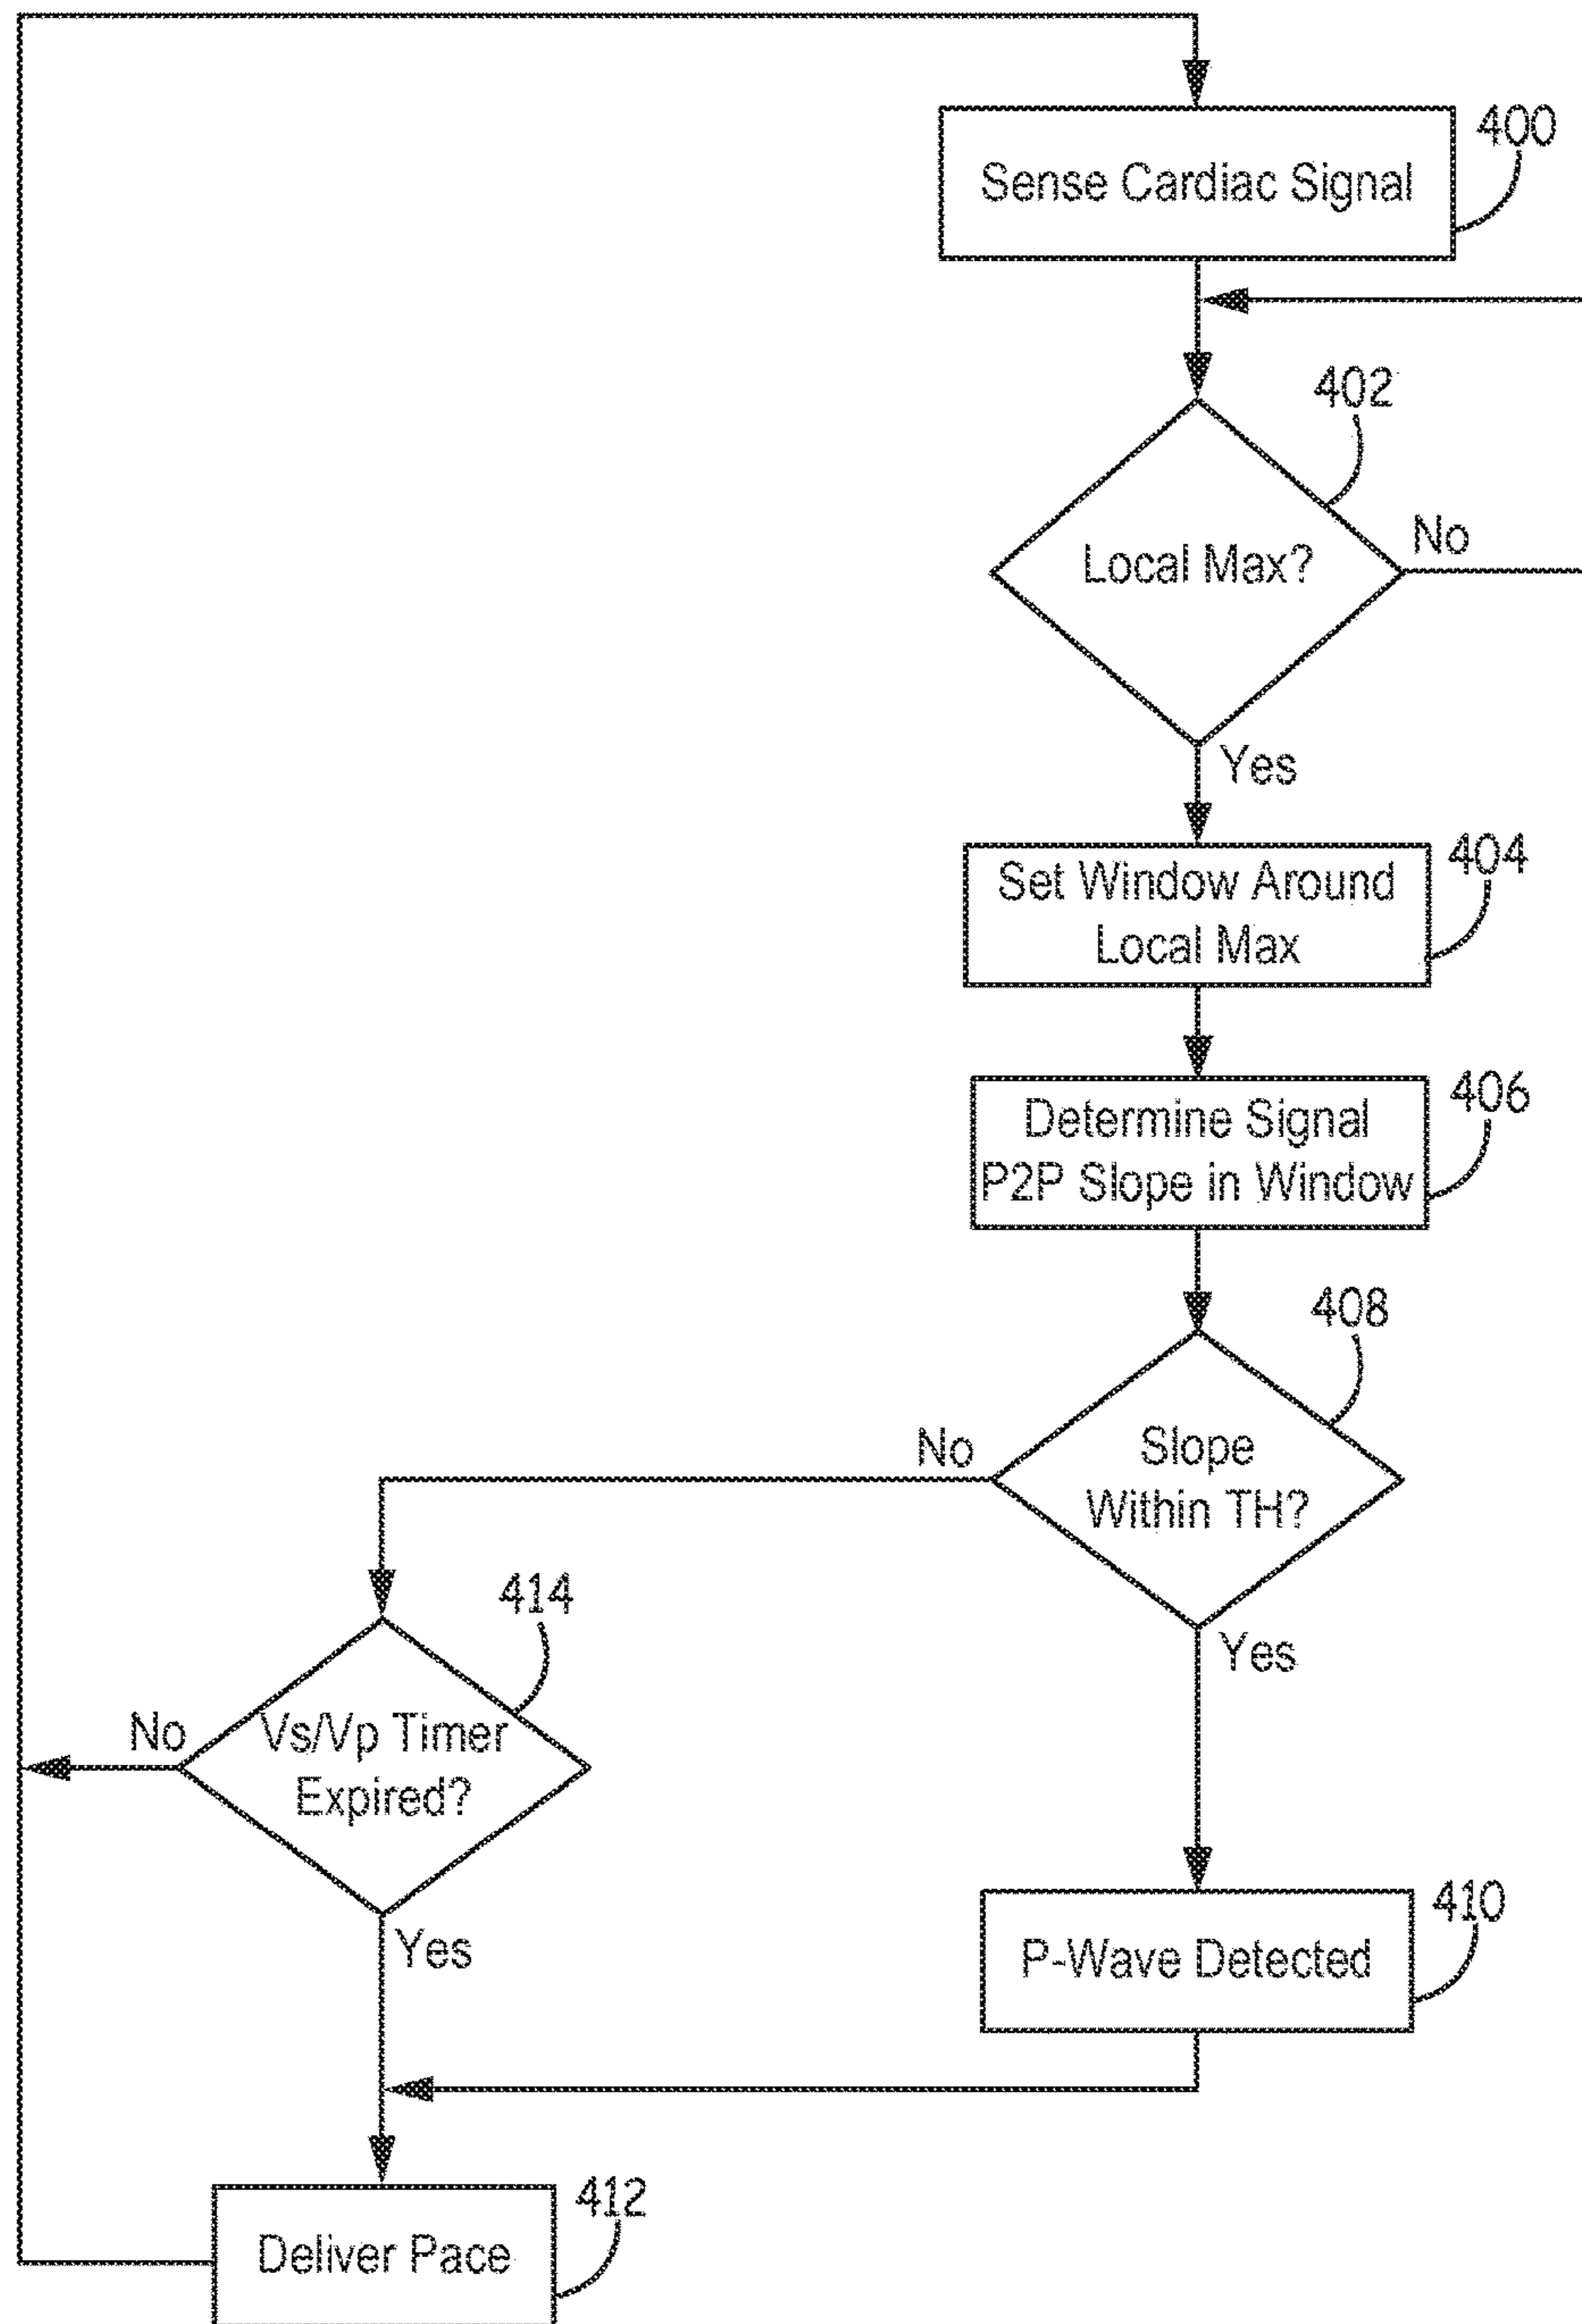 400
Sense Cardiac Signal
402
Local Max?
No
Yes
404
Set Window Around
Local Max
406
Determine Signal
P2P Slope in Window
408
No
Slope
Within TH?
414
Yes
No
Vs/Vp Timer
Expired?
410
Yes
P-Wave Detected
412
Deliver Pace